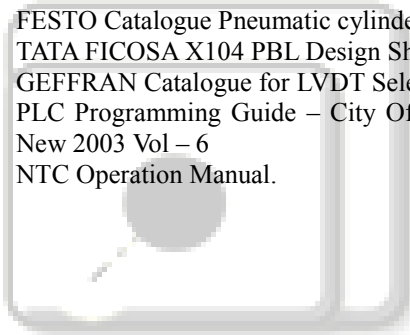 FESTO Catalogue Pneumatic cylinde
TATA FICOSA X104 PBL Design Sh
GEFFRAN Catalogue for LVDT Sele
PLC Programming Guide – City Of
New 2003 Vol – 6
NTC Operation Manual.